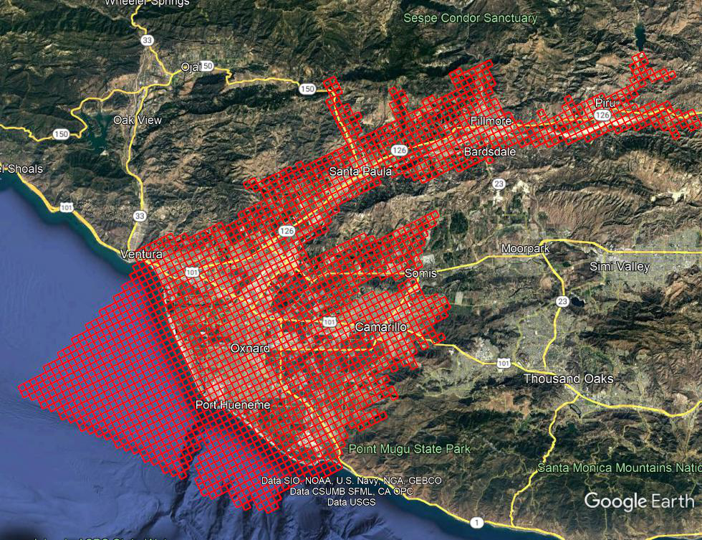 Wheeler Springs
Sespe Condor Sanctuary
33
150
150
Oak View
150
Piru
126
Fillmore
126
Bardsdale
Santa Paula
23
el Shoals
101
33
126
Ventura
101
Moorpark
Simi Valley
Somis
23
101
Camarillo
Oxnard
101
Thousand Oaks
Port Hueneme
Point Mugu State Park
Santa Monica Mountains Natio
Data SIO, NOAA, U.S. Navy, NGA, GEBCO
Data CSUMB SFML, CA OPC
Data USGS
Google Earth
1